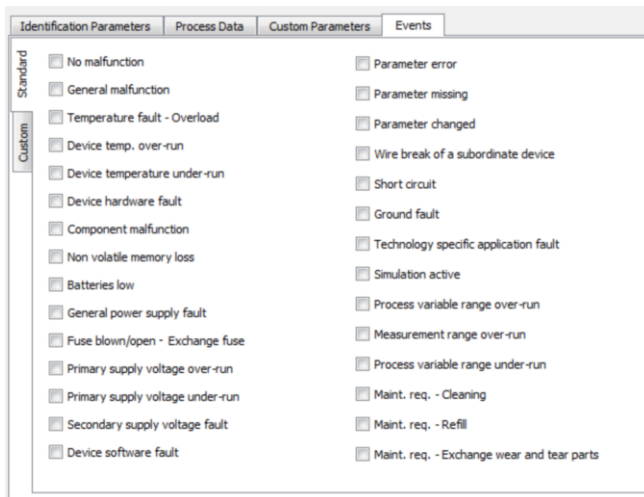 Identification Parameters
Process Data
Custom Parameters
Events
Standard
Custom
No malfunction
General malfunction
Temperature fault - Overload
Device temp. over-run
Device temperature under-run
Device hardware fault
Component malfunction
Non volatile memory loss
Batteries low
General power supply fault
Fuse blown/open - Exchange fuse
Primary supply voltage over-run
Primary supply voltage under-run
Secondary supply voltage fault
Device software fault
Parameter error
Parameter missing
Parameter changed
Wire break of a subordinate device
Short circuit
Ground fault
Technology specific application fault
Simulation active
Process variable range over-run
Measurement range over-run
Process variable range under-run
Maint. req. - Cleaning
Maint. req. - Refill
Maint. req. - Exchange wear and tear parts